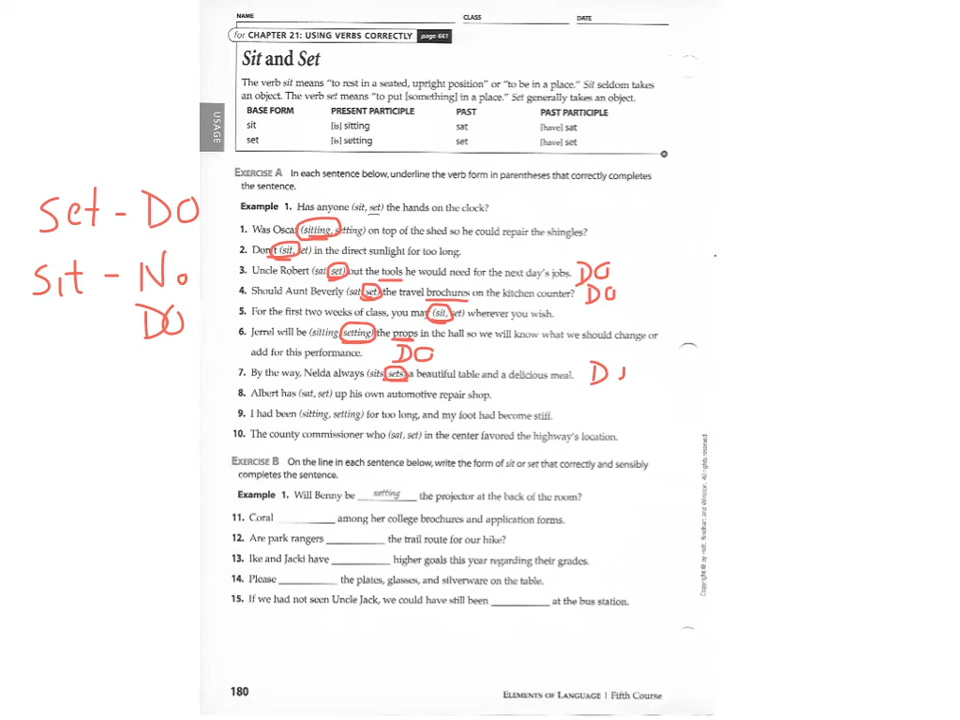 NAME CLASS DATE
for CHAPTER 21: USING VERBS CORRECTLY page 661
Sit and Set
The verb sit means “to rest in a seated, upright position” or “to be in a place.” Sit seldom takes
an object. The verb set means “to put [something] in a place.” Set generally takes an object.
BASE FORM PRESENT PARTICIPLE PAST PAST PARTICIPLE
sit [is] sitting sat [have] sat
set [is] setting set [have] set
USAGE
EXERCISE A In each sentence below, underline the verb form in parentheses that correctly completes
the sentence.
Example 1. Has anyone (sit, set) the hands on the clock?
1. Was Oscar (sitting, setting) on top of the shed so he could repair the shingles?
2. Don't (sit, set) in the direct sunlight for too long.
3. Uncle Robert (sat, set) out the tools he would need for the next day's jobs. DO
4. Should Aunt Beverly (sat, set) the travel brochures on the kitchen counter? DO
5. For the first two weeks of class, you may (sit, set) wherever you wish.
6. Jerrel will be (sitting, setting) the props in the hall so we will know what we should change or
add for this performance. DO
7. By the way, Nelda always (sits, sets) a beautiful table and a delicious meal. D
8. Albert has (sat, set) up his own automotive repair shop.
9. I had been (sitting, setting) for too long, and my foot had become stiff.
10. The county commissioner who (sat, set) in the center favored the highway's location.
set - DO
sit - No
DO
EXERCISE B On the line in each sentence below, write the form of sit or set that correctly and sensibly
completes the sentence.
Example 1. Will Benny be setting the projector at the back of the room?
11. Coral ________ among her college brochures and application forms.
12. Are park rangers ________ the trail route for our hike?
13. Ike and Jacki have ________ higher goals this year regarding their grades.
14. Please ________ the plates, glasses, and silverware on the table.
15. If we had not seen Uncle Jack, we could have still been ________ at the bus station.
Copyright © by Holt, Rinehart and Winston. All rights reserved.
180 ELEMENTS OF LANGUAGE | Fifth Course